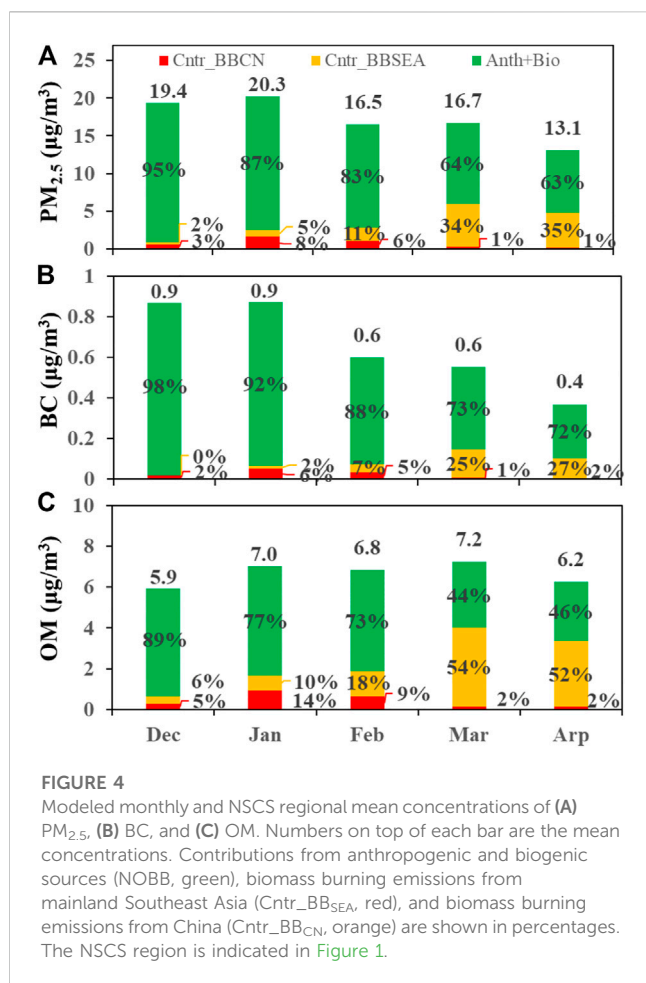 A
Cntr_BBCN Cntr_BBSEA Anth+Bio
PM2.5 (μg/m³)
25
20
15
10
5
0
19.4 20.3 16.5 16.7 13.1
95% 87% 83% 64% 63%
2% 5% 11% 34% 35%
3% 8% 6% 1% 1%
B
BC (μg/m³)
1
0.8
0.6
0.4
0.2
0
0.9 0.9 0.6 0.6 0.4
98% 92% 88% 73% 72%
0% 2% 7% 25% 27%
2% 6% 5% 1% 2%
C
OM (μg/m³)
10
8
6
4
2
0
5.9 7.0 6.8 7.2 6.2
89% 77% 73% 44% 46%
6% 10% 18% 54% 52%
5% 14% 9% 2% 2%
Dec Jan Feb Mar Arp
FIGURE 4
Modeled monthly and NSCS regional mean concentrations of (A)
PM2.5, (B) BC, and (C) OM. Numbers on top of each bar are the mean
concentrations. Contributions from anthropogenic and biogenic
sources (NOBB, green), biomass burning emissions from
mainland Southeast Asia (Cntr_BBSEA, red), and biomass burning
emissions from China (Cntr_BBCN, orange) are shown in percentages.
The NSCS region is indicated in Figure 1.